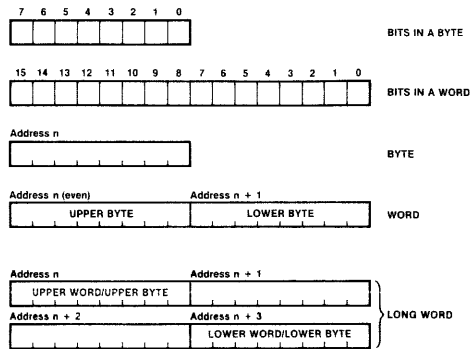 7 6 5 4 3 2 1 0
BITS IN A BYTE
15 14 13 12 11 10 9 8 7 6 5 4 3 2 1 0
BITS IN A WORD
Address n
BYTE
Address n (even) Address n + 1
UPPER BYTE LOWER BYTE WORD
Address n Address n + 1
UPPER WORD/UPPER BYTE
LONG WORD
Address n + 2 Address n + 3
LOWER WORD/LOWER BYTE